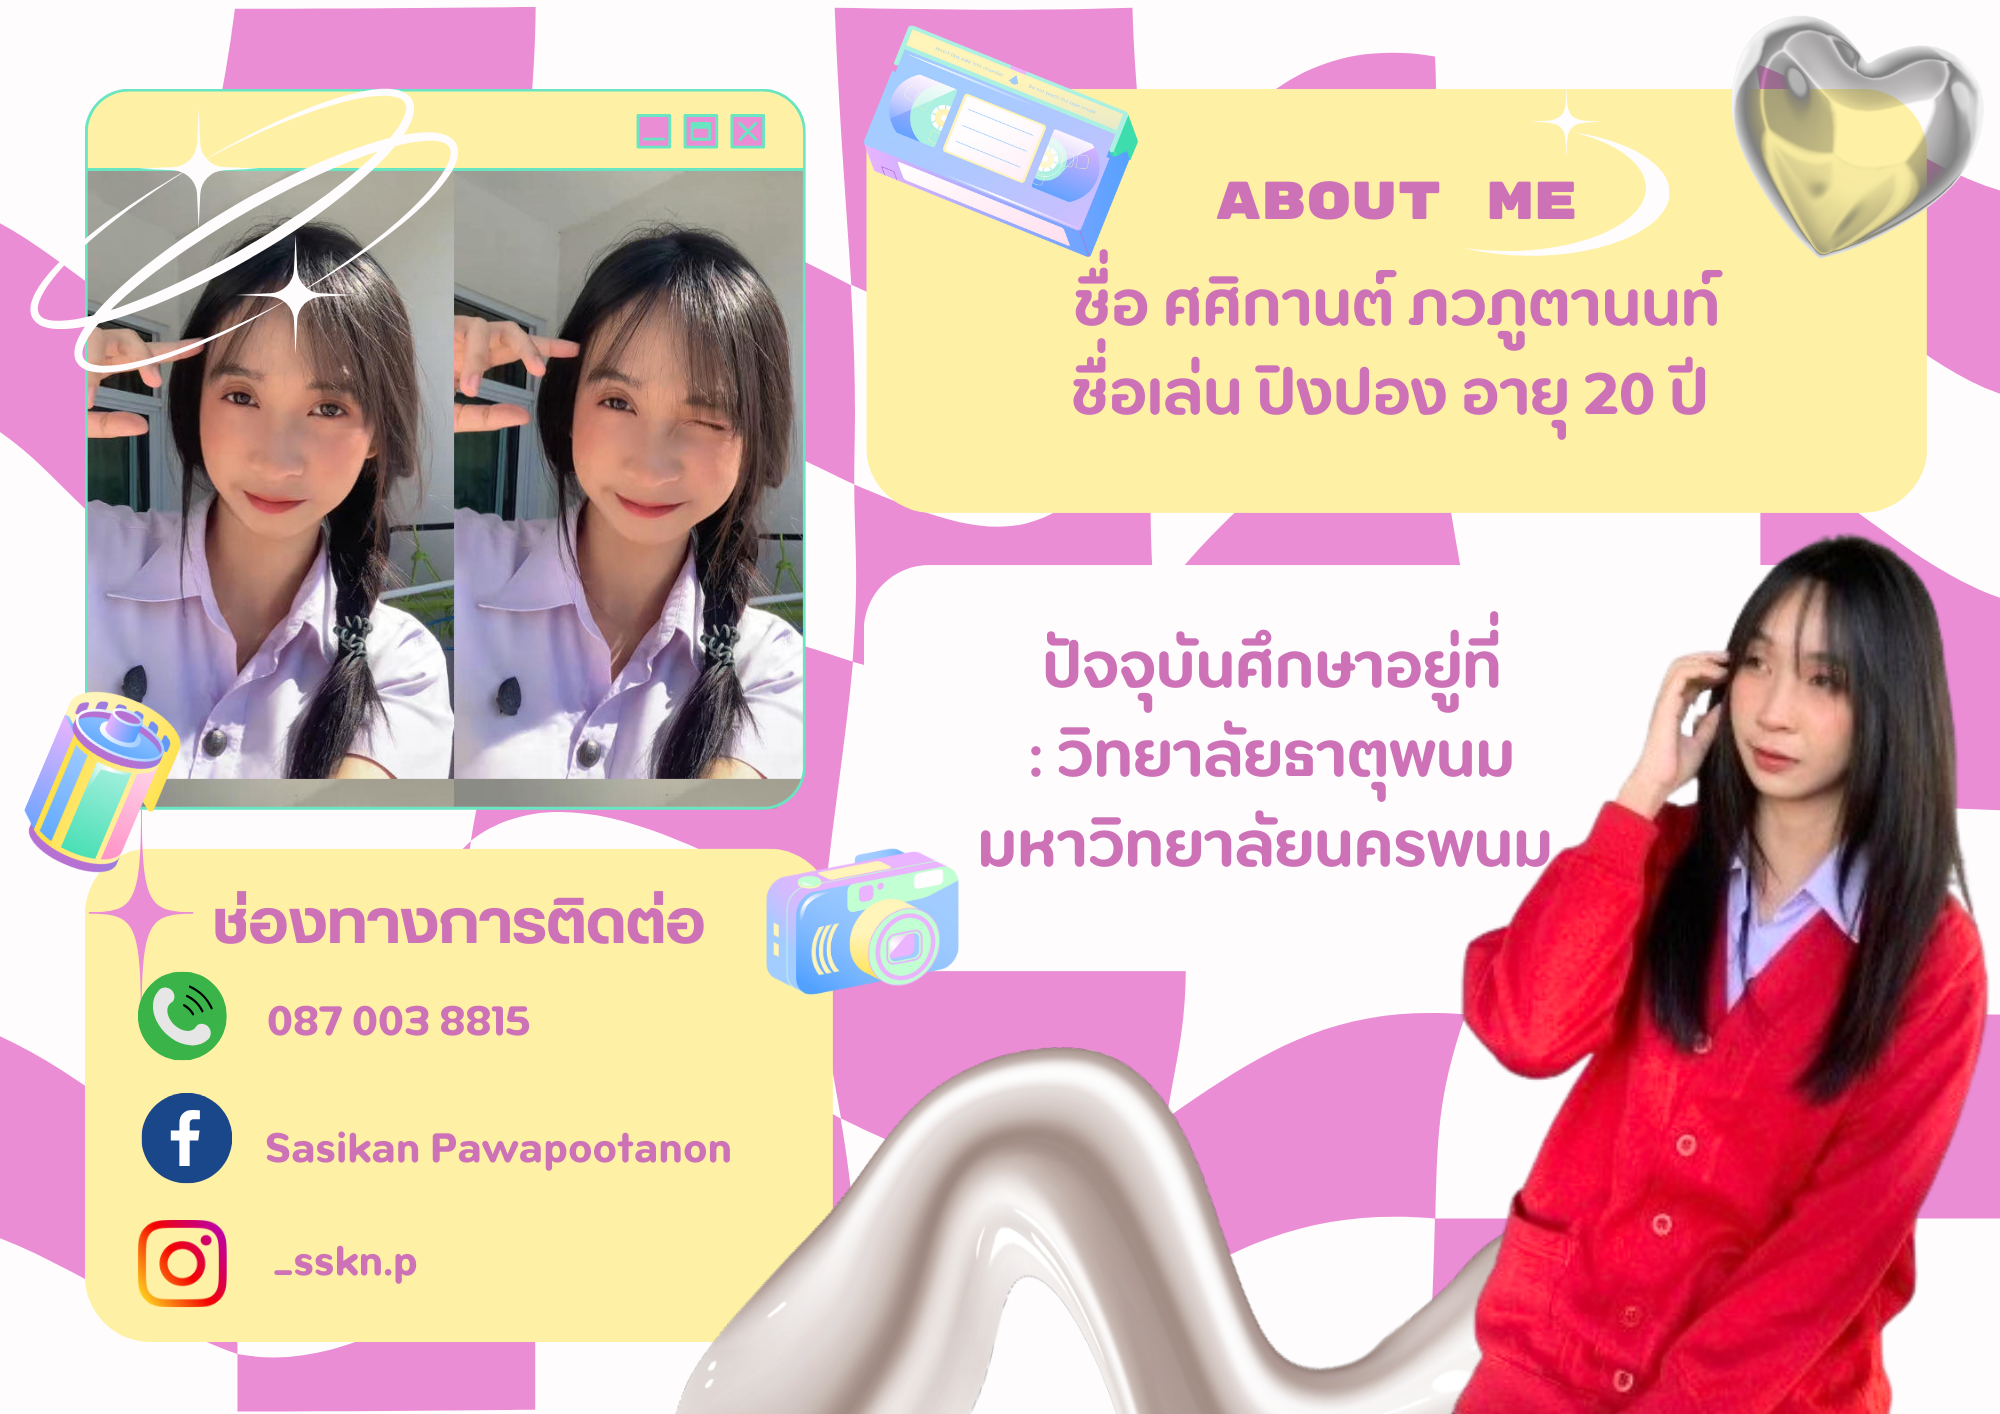 ABOUT ME
ชื่อ ศศิกานต์ ภวภูตานนท์
ชื่อเล่น ปิงปอง อายุ 20 ปี
ปัจจุบันศึกษาอยู่ที่
: วิทยาลัยธาตุพนม
มหาวิทยาลัยนครพนม
ช่องทางการติดต่อ
087 003 8815
Sasikan Pawapootanon
_sskn.p